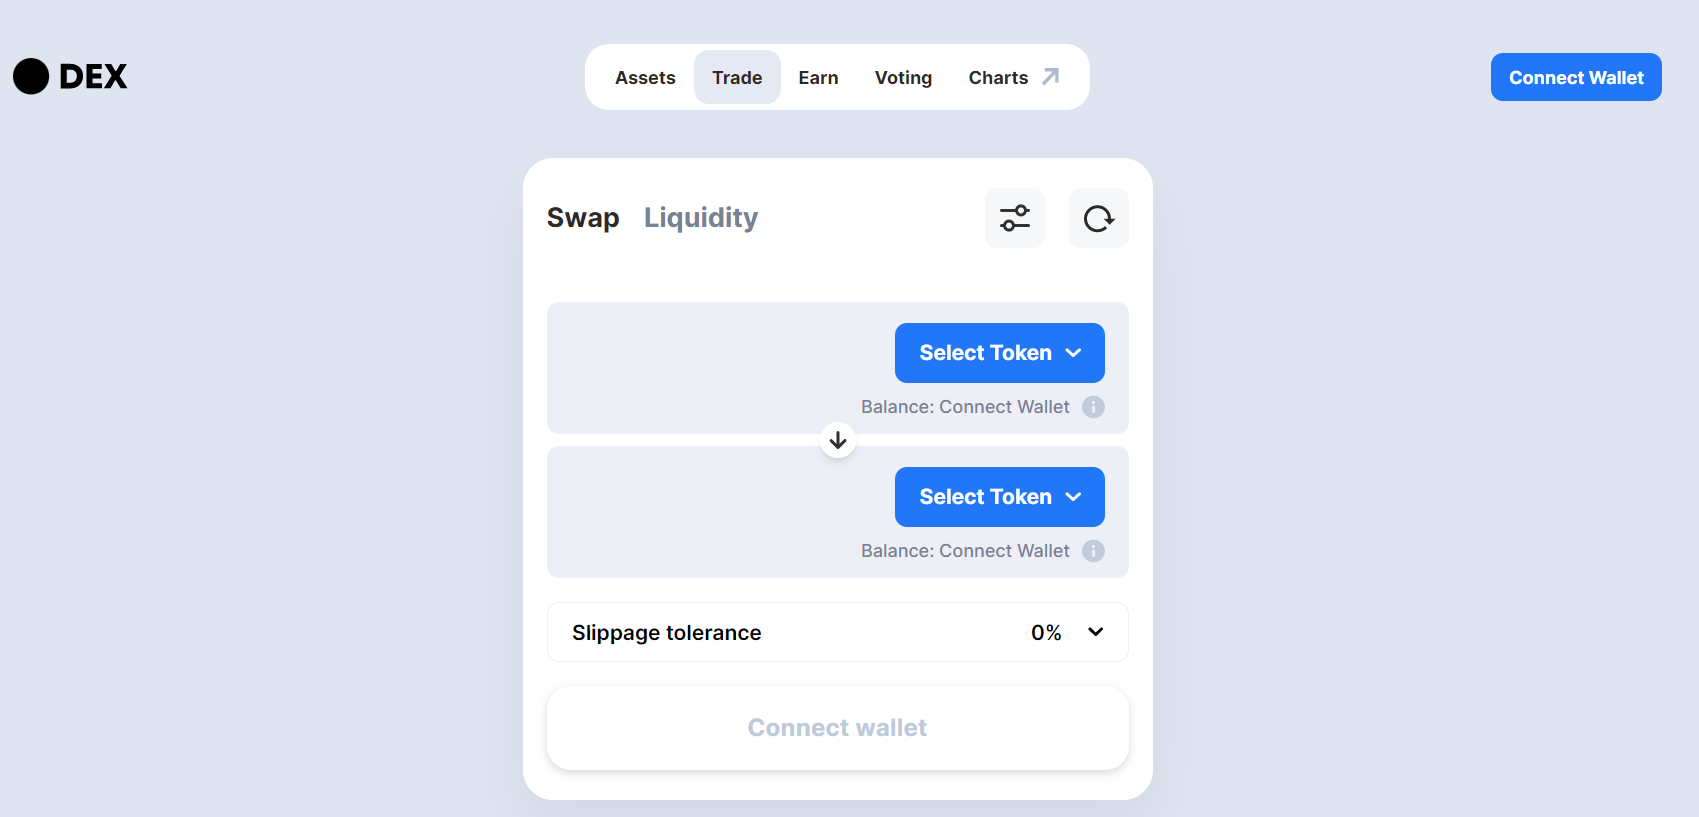 DEX
Assets Trade Earn Voting Charts
Connect Wallet
Swap Liquidity
Select Token
Balance: Connect Wallet
Select Token
Balance: Connect Wallet
Slippage tolerance 0%
Connect wallet